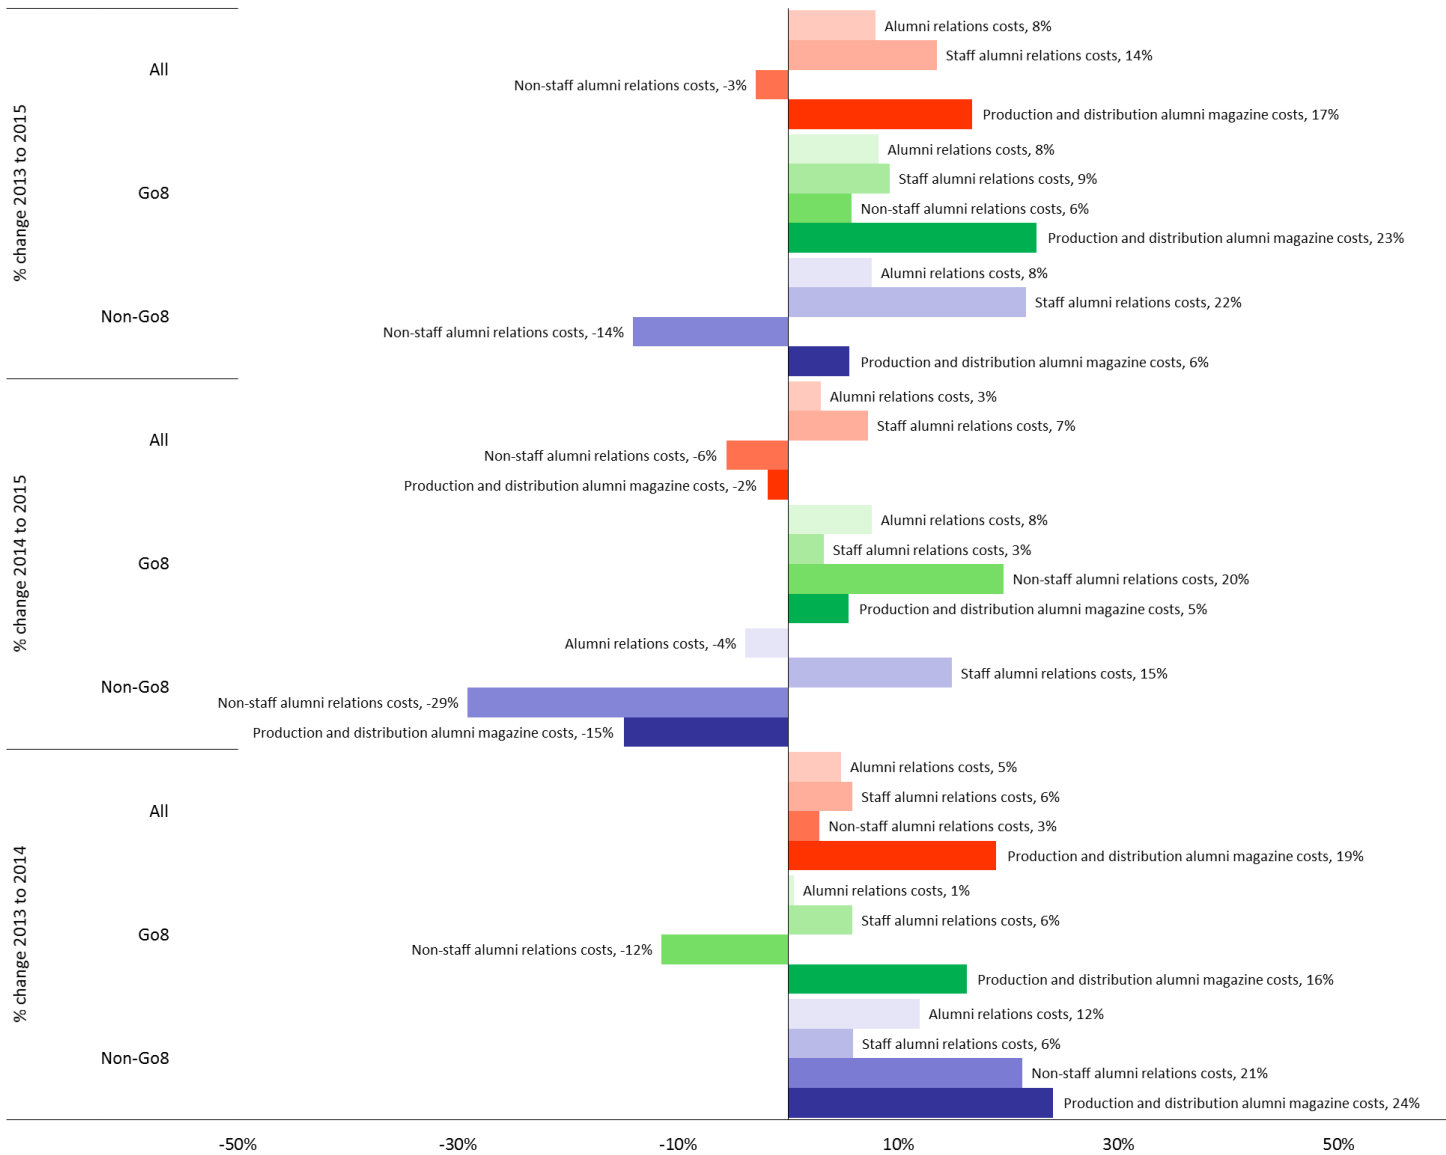 % change 2013 to 2015
All
Alumni relations costs, 8%
Staff alumni relations costs, 14%
Non-staff alumni relations costs, -3%
Production and distribution alumni magazine costs, 17%
Go8
Alumni relations costs, 8%
Staff alumni relations costs, 9%
Non-staff alumni relations costs, 6%
Production and distribution alumni magazine costs, 23%
Non-Go8
Alumni relations costs, 8%
Staff alumni relations costs, 22%
Non-staff alumni relations costs, -14%
Production and distribution alumni magazine costs, 6%
% change 2014 to 2015
All
Alumni relations costs, 3%
Staff alumni relations costs, 7%
Non-staff alumni relations costs, -6%
Production and distribution alumni magazine costs, -2%
Go8
Alumni relations costs, 8%
Staff alumni relations costs, 3%
Non-staff alumni relations costs, 20%
Production and distribution alumni magazine costs, 5%
Non-Go8
Alumni relations costs, -4%
Staff alumni relations costs, 15%
Non-staff alumni relations costs, -29%
Production and distribution alumni magazine costs, -15%
% change 2013 to 2014
All
Alumni relations costs, 5%
Staff alumni relations costs, 6%
Non-staff alumni relations costs, 3%
Production and distribution alumni magazine costs, 19%
Go8
Alumni relations costs, 1%
Staff alumni relations costs, 6%
Non-staff alumni relations costs, -12%
Production and distribution alumni magazine costs, 16%
Non-Go8
Alumni relations costs, 12%
Staff alumni relations costs, 6%
Non-staff alumni relations costs, 21%
Production and distribution alumni magazine costs, 24%
-50% -30% -10% 10% 30% 50%